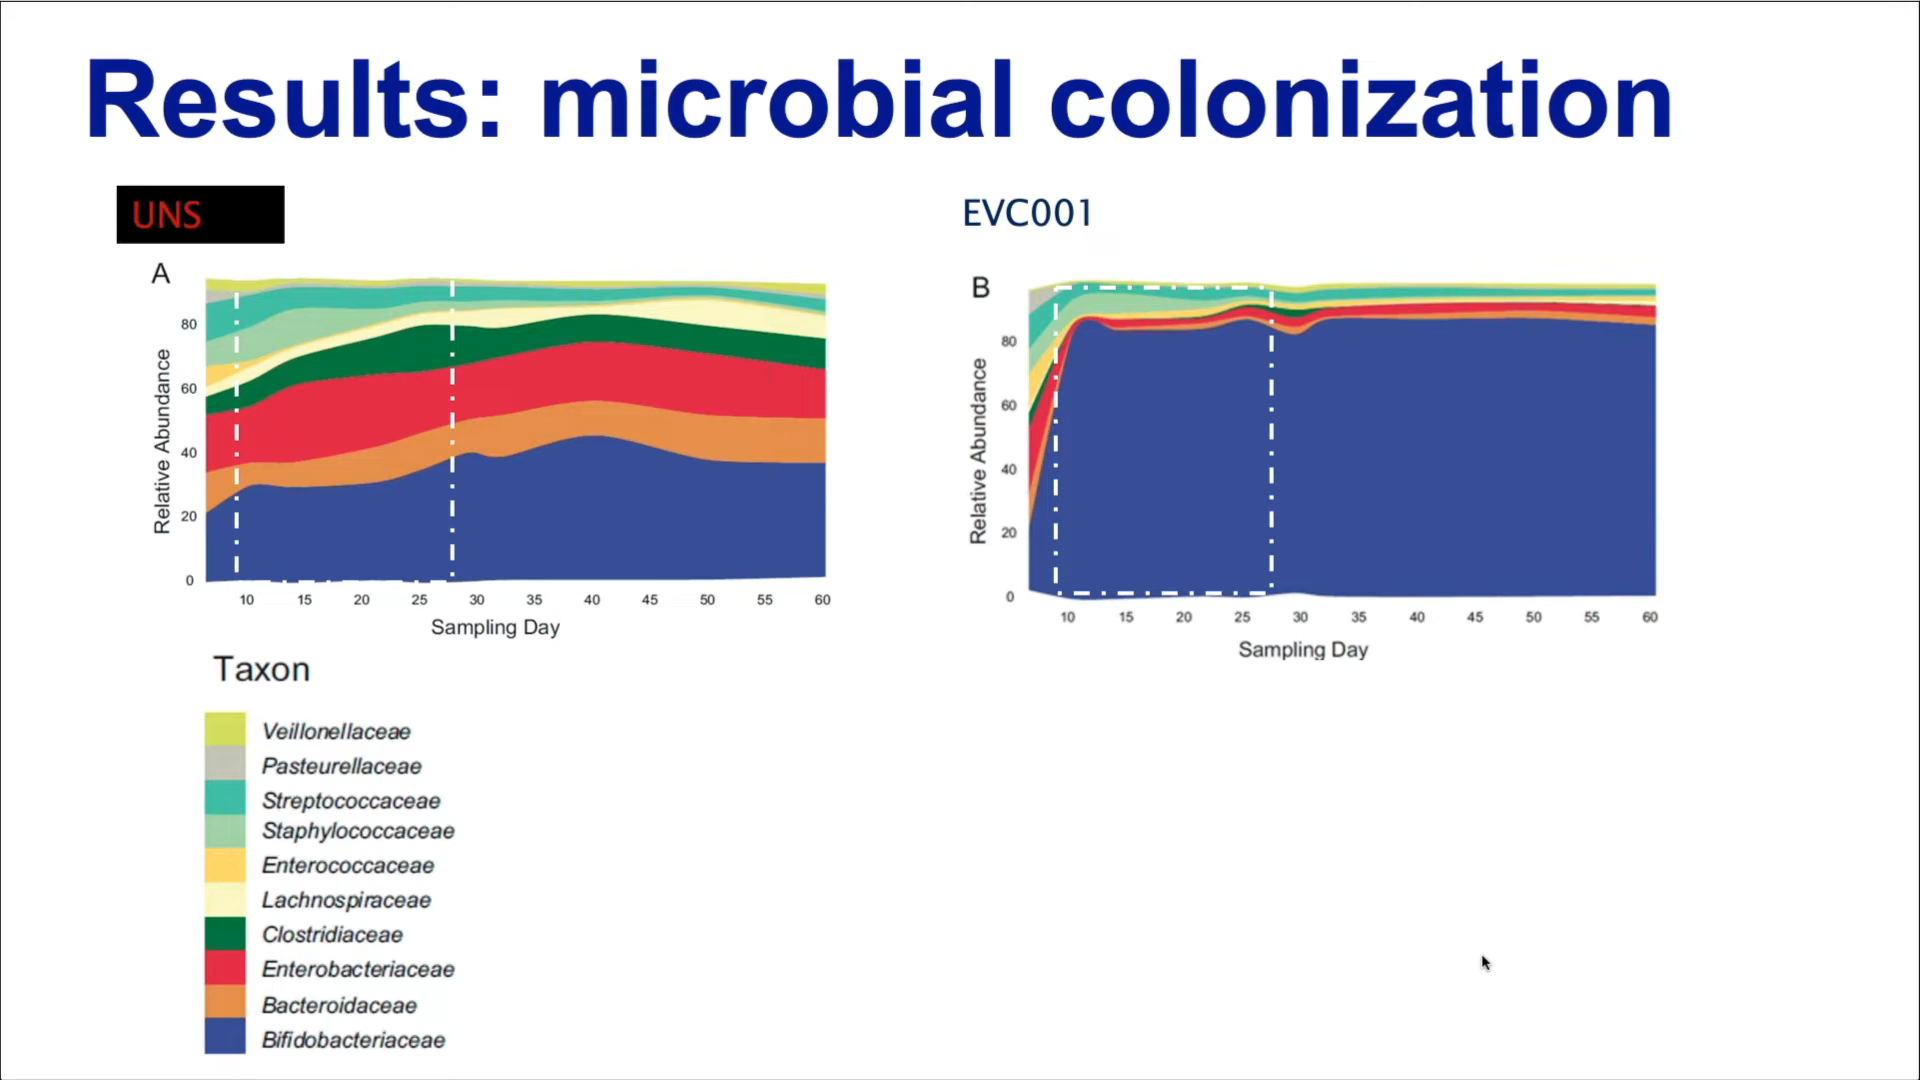 Results: microbial colonization
UNS
EVC001
A
Relative Abundance
80
60
40
20
0
10 15 20 25 30 35 40 45 50 55 60
Sampling Day
B
Relative Abundance
80
60
40
20
0
10 15 20 25 30 35 40 45 50 55 60
Sampling Day
Taxon
Veillonellaceae
Pasteurellaceae
Streptococcaceae
Staphylococcaceae
Enterococcaceae
Lachnospiraceae
Clostridiaceae
Enterobacteriaceae
Bacteroidaceae
Bifidobacteriaceae